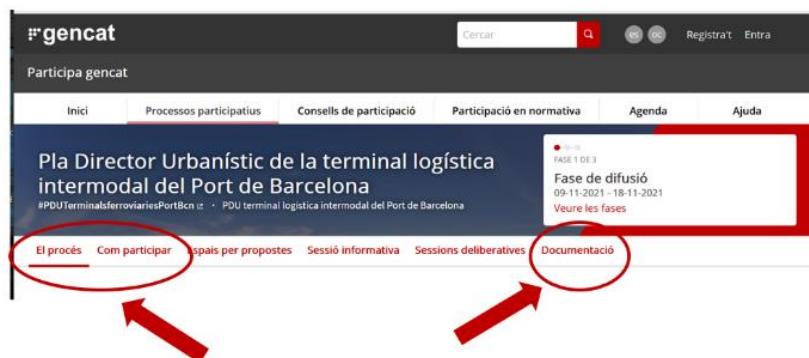 gencat
Cercar
es oc
Registra't Entra
Participa gencat
Inici Processos participatius Consells de participació Participació en normativa Agenda Ajuda
Pla Director Urbanístic de la terminal logística
intermodal del Port de Barcelona
#PDUTerminalsferroviariesPortBcn · PDU terminal logística intermodal del Port de Barcelona
FASE 1 DE 3
Fase de difusió
09-11-2021 - 18-11-2021
Veure les fases
El procés Com participar Espais per propostes Sessió informativa Sessions deliberatives Documentació